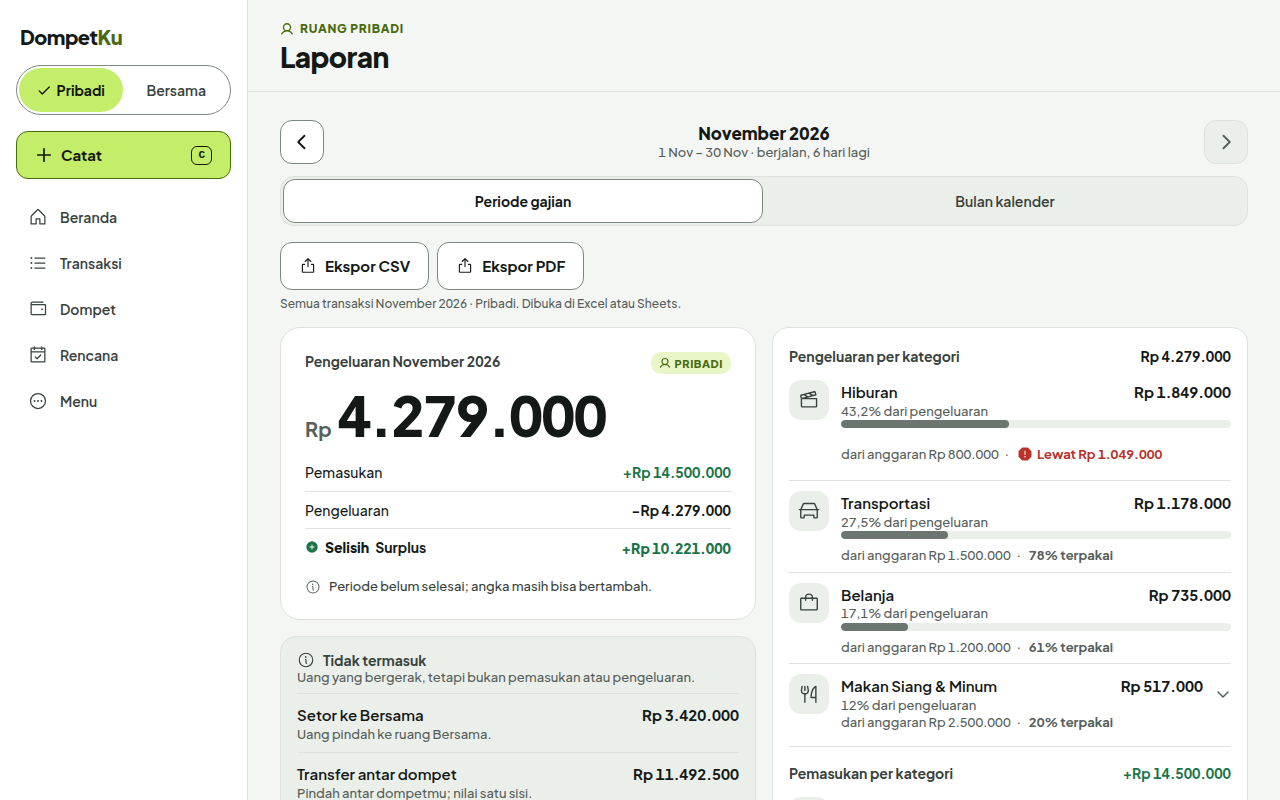 DompetKu
Pribadi
Bersama
Catat
C
Beranda
Transaksi
Dompet
Rencana
Menu
RUANG PRIBADI
Laporan
November 2026
1 Nov – 30 Nov · berjalan, 6 hari lagi
Periode gajian
Bulan kalender
Ekspor CSV
Ekspor PDF
Semua transaksi November 2026 · Pribadi. Dibuka di Excel atau Sheets.
Pengeluaran November 2026
PRIBADI
Rp 4.279.000
Pemasukan +Rp 14.500.000
Pengeluaran −Rp 4.279.000
Selisih Surplus +Rp 10.221.000
Periode belum selesai; angka masih bisa bertambah.
Tidak termasuk
Uang yang bergerak, tetapi bukan pemasukan atau pengeluaran.
Setor ke Bersama Rp 3.420.000
Uang pindah ke ruang Bersama.
Transfer antar dompet Rp 11.492.500
Pindah antar dompetmu; nilai satu sisi.
Pengeluaran per kategori Rp 4.279.000
Hiburan Rp 1.849.000
43,2% dari pengeluaran
dari anggaran Rp 800.000 · Lewat Rp 1.049.000
Transportasi Rp 1.178.000
27,5% dari pengeluaran
dari anggaran Rp 1.500.000 · 78% terpakai
Belanja Rp 735.000
17,1% dari pengeluaran
dari anggaran Rp 1.200.000 · 61% terpakai
Makan Siang & Minum Rp 517.000
12% dari pengeluaran
dari anggaran Rp 2.500.000 · 20% terpakai
Pemasukan per kategori +Rp 14.500.000